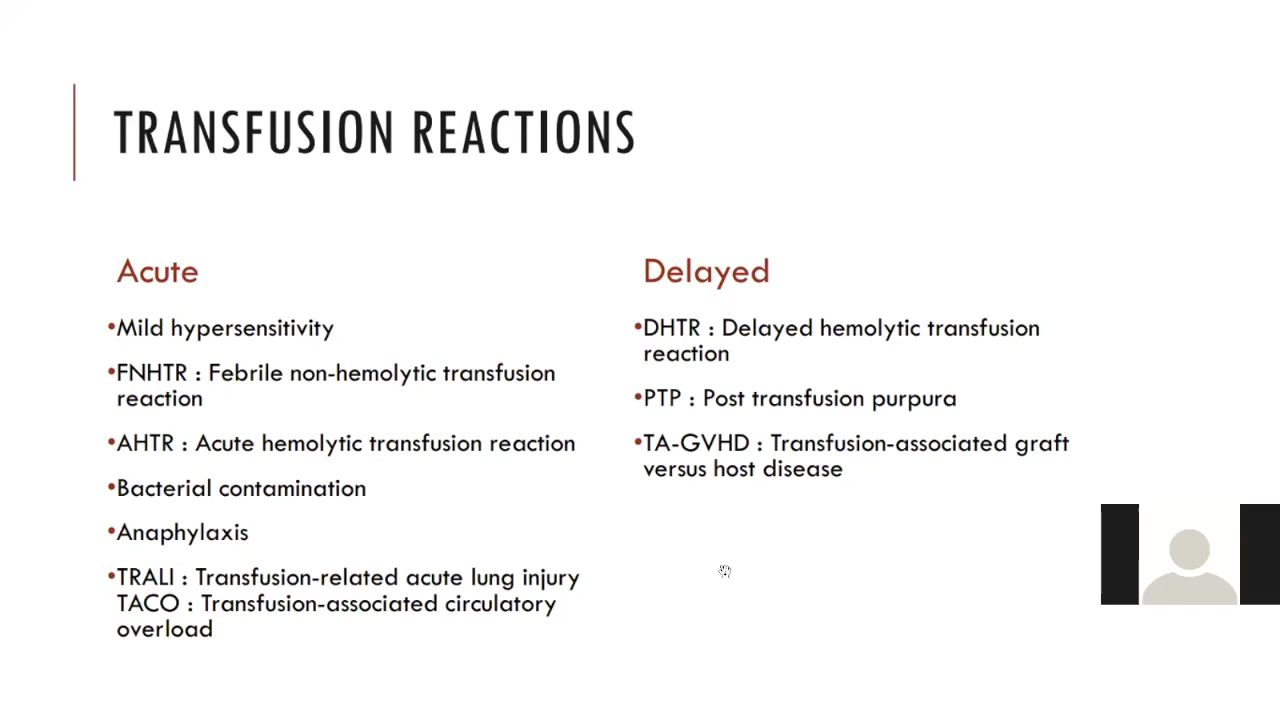 TRANSFUSION REACTIONS
Acute
•Mild hypersensitivity
•FNHTR : Febrile non-hemolytic transfusion
reaction
•AHTR : Acute hemolytic transfusion reaction
•Bacterial contamination
•Anaphylaxis
•TRALI : Transfusion-related acute lung injury
TACO : Transfusion-associated circulatory
overload
Delayed
•DHTR : Delayed hemolytic transfusion
reaction
•PTP : Post transfusion purpura
•TA-GVHD : Transfusion-associated graft
versus host disease